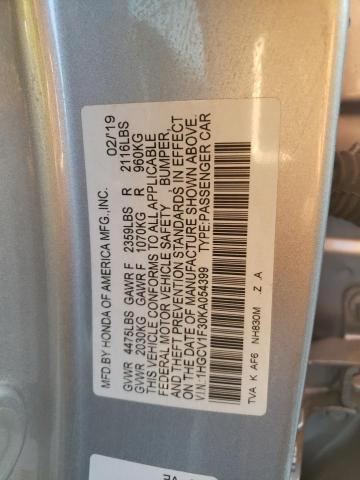 MFD.BY HONDA OF AMERICA MFG.,INC. 02/19
GVWR 4475LBS GAWR F 2359LBS R 2116LBS
GVWR 2030KG GAWR F 1070KG R 960KG
THIS VEHICLE CONFORMS TO ALL APPLICABLE
FEDERAL MOTOR VEHICLE SAFETY , BUMPER,
AND THEFT PREVENTION STANDARDS IN EFFECT
ON THE DATE OF MANUFACTURE SHOWN ABOVE.
V.I.N.:1HGCV1F30KA054399 TYPE:PASSENGER CAR
TVA K AF6 NH830M . Z A